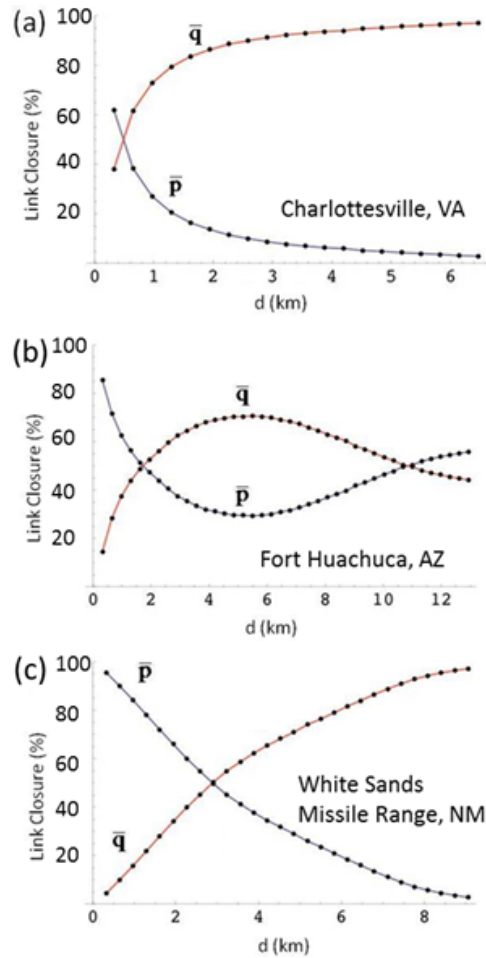 (a)
100
80
60
40
20
Link Closure (%)
q̄
p̄
Charlottesville, VA
0 1 2 3 4 5 6
d (km)
(b)
100
80
60
40
20
Link Closure (%)
q̄
p̄
Fort Huachuca, AZ
0 2 4 6 8 10 12
d (km)
(c)
100
80
60
40
20
Link Closure (%)
p̄
q̄
White Sands
Missile Range, NM
0 2 4 6 8
d (km)